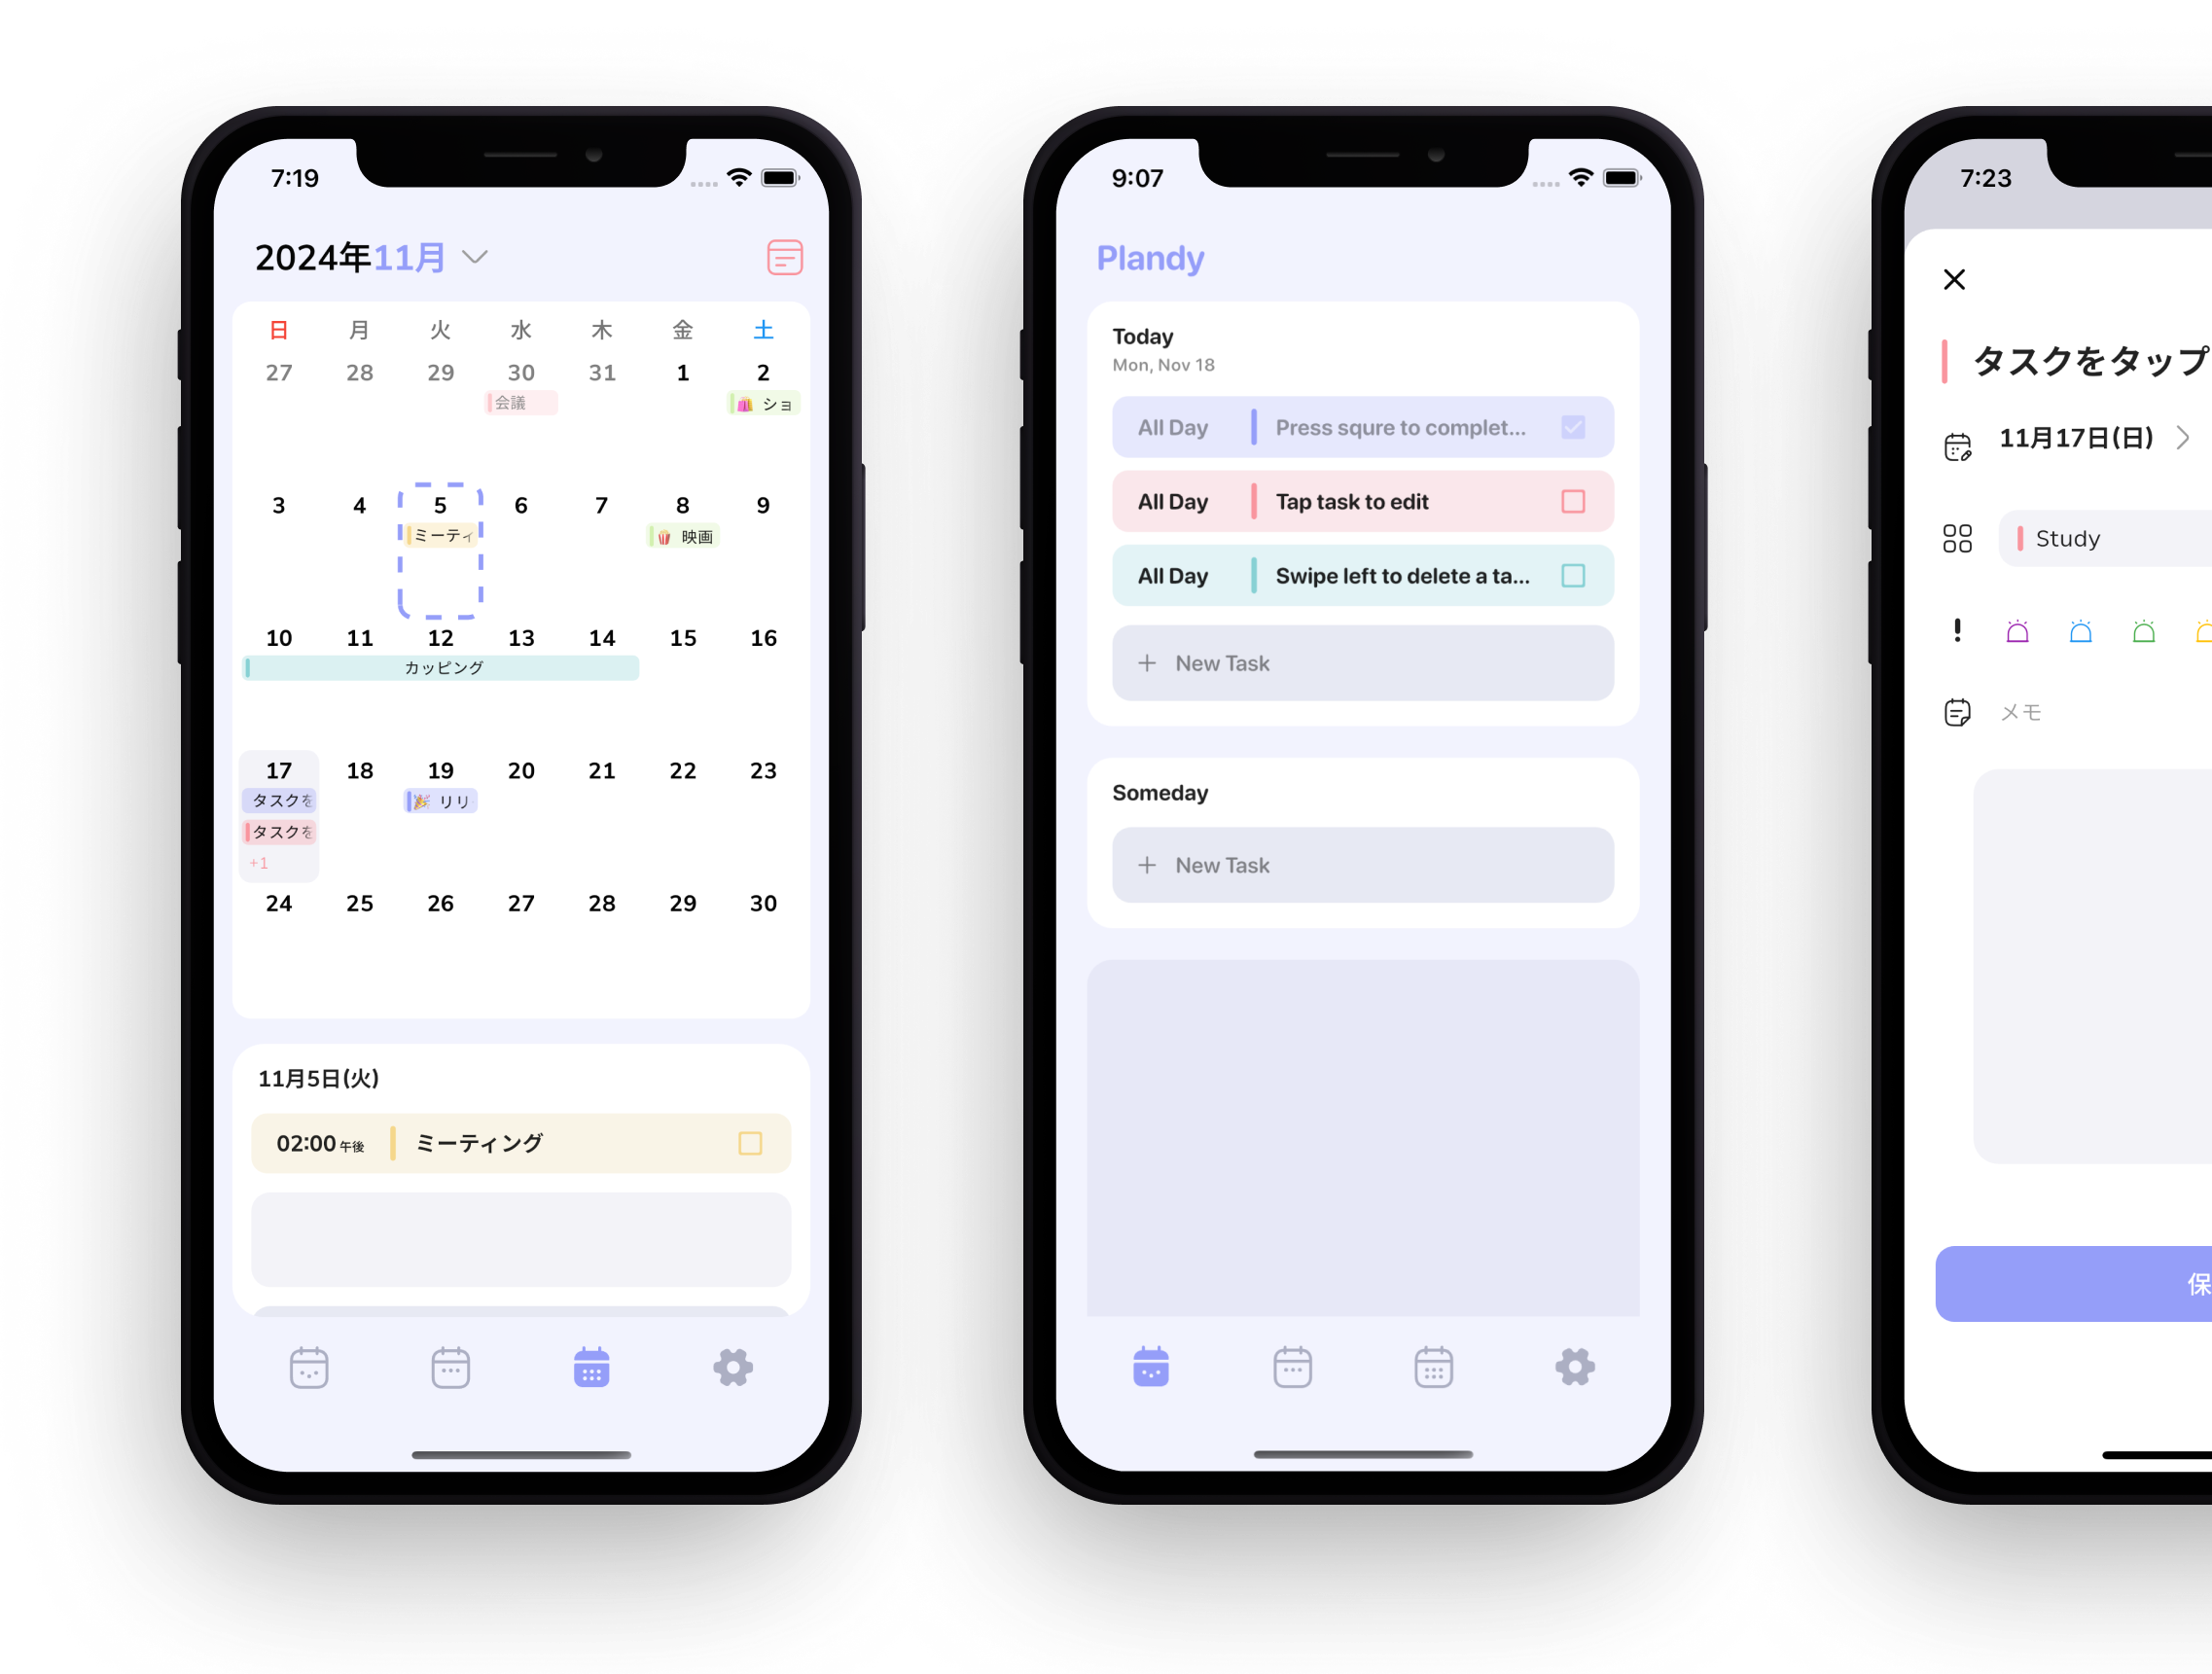 7:19
2024年11月
日 月 火 水 木 金 土
27 28 29 30 31 1 2
会議 ショ
3 4 5 6 7 8 9
ミーティ 映画
10 11 12 13 14 15 16
カッピング
17 18 19 20 21 22 23
タスクを リリ
タスクを
+1
24 25 26 27 28 29 30
11月5日(火)
02:00 午後 ミーティング
9:07
Plandy
Today
Mon, Nov 18
All Day Press squre to complet...
All Day Tap task to edit
All Day Swipe left to delete a ta...
+ New Task
Someday
+ New Task
7:23
タスクをタップ
11月17日(日)
Study
メモ
保